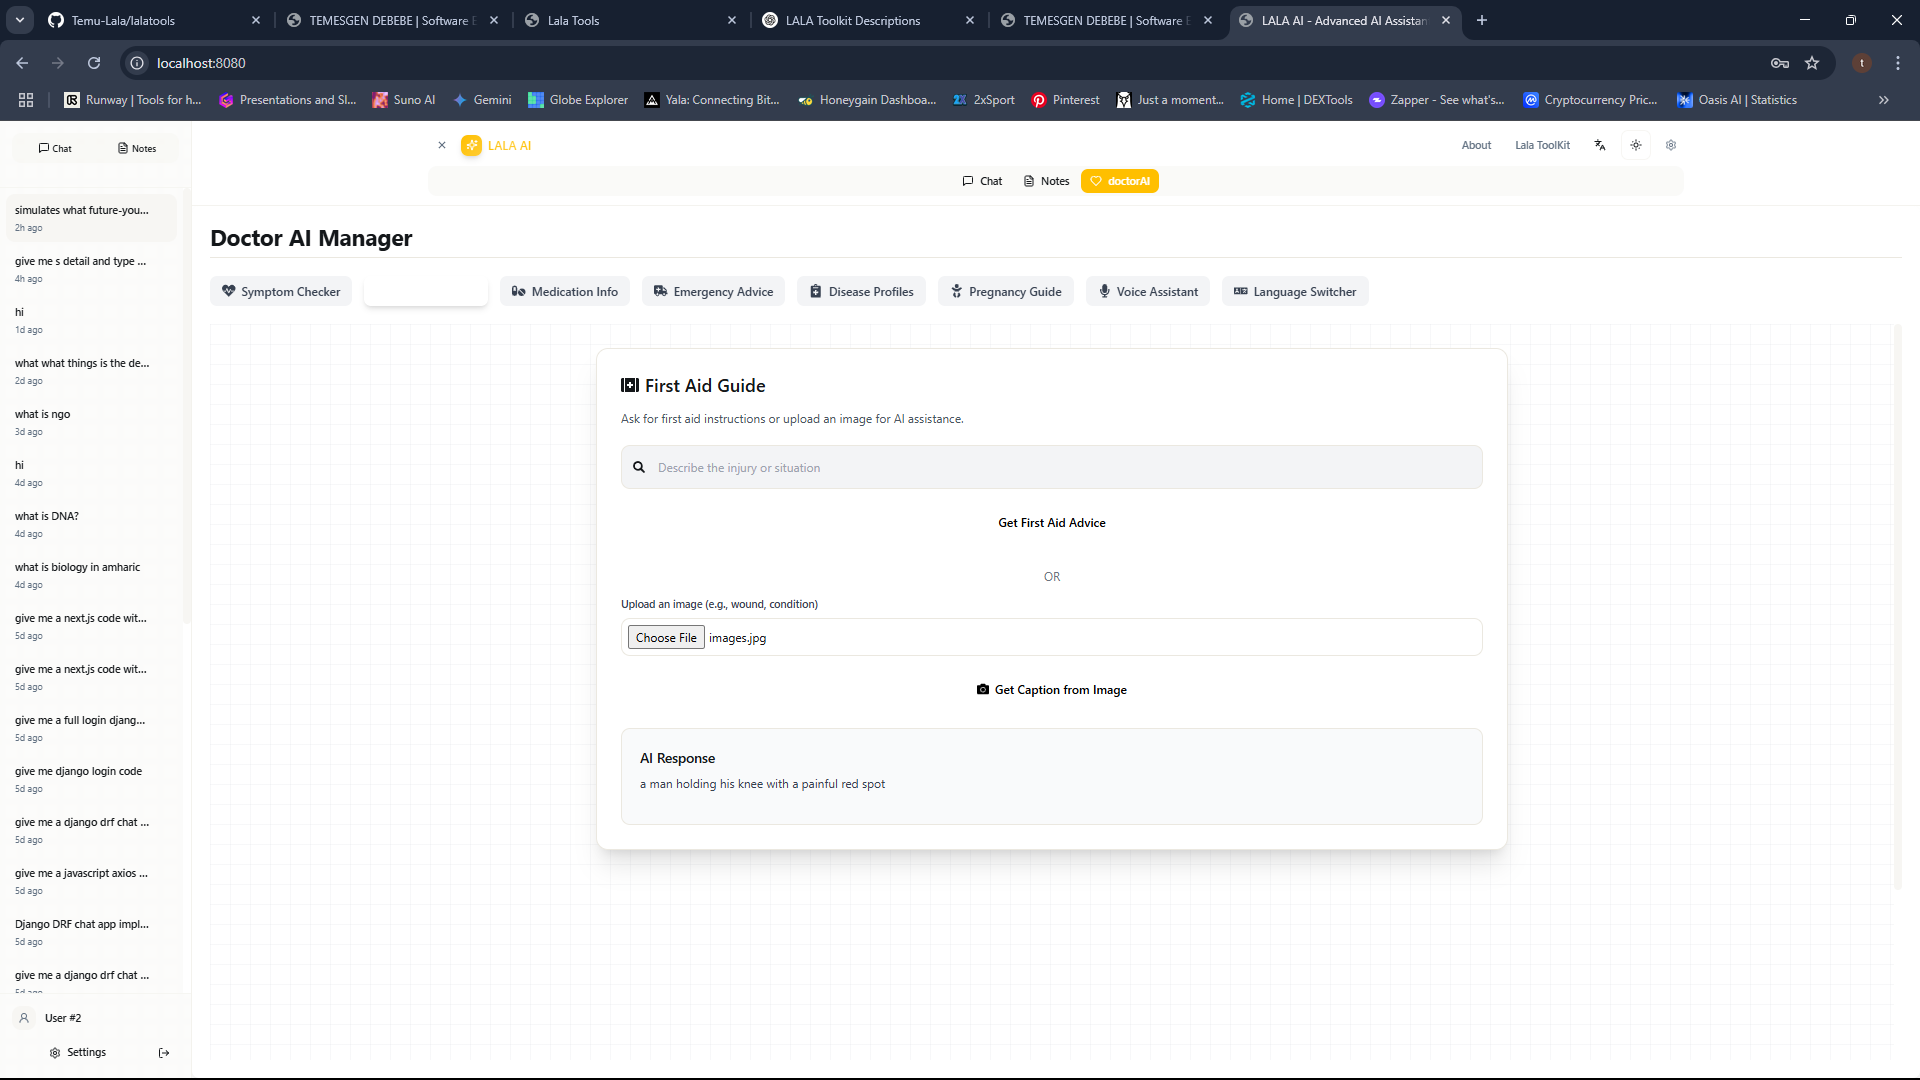 Temu-Lala/lalatools
TEMESGEN DEBEBE | Software E
Lala Tools
LALA Toolkit Descriptions
TEMESGEN DEBEBE | Software E
LALA AI - Advanced AI Assistan
localhost:8080
t
Runway | Tools for h...
Presentations and Sl...
Suno AI
Gemini
Globe Explorer
Yala: Connecting Bit...
Honeygain Dashboa...
2xSport
Pinterest
Just a moment...
Home | DEXTools
Zapper - See what's...
Cryptocurrency Pric...
Oasis AI | Statistics
Chat
Notes
LALA AI
About
Lala ToolKit
Chat
Notes
doctorAI
simulates what future-you...
2h ago
give me s detail and type ...
4h ago
hi
1d ago
what what things is the de...
2d ago
what is ngo
3d ago
hi
4d ago
what is DNA?
4d ago
what is biology in amharic
4d ago
give me a next.js code wit...
5d ago
give me a next.js code wit...
5d ago
give me a full login djang...
5d ago
give me django login code
5d ago
give me a django drf chat ...
5d ago
give me a javascript axios ...
5d ago
Django DRF chat app impl...
5d ago
give me a django drf chat ...
5d ago
User #2
Settings
Doctor AI Manager
Symptom Checker
Medication Info
Emergency Advice
Disease Profiles
Pregnancy Guide
Voice Assistant
Language Switcher
First Aid Guide
Ask for first aid instructions or upload an image for AI assistance.
Describe the injury or situation
Get First Aid Advice
OR
Upload an image (e.g., wound, condition)
Choose File images.jpg
Get Caption from Image
AI Response
a man holding his knee with a painful red spot